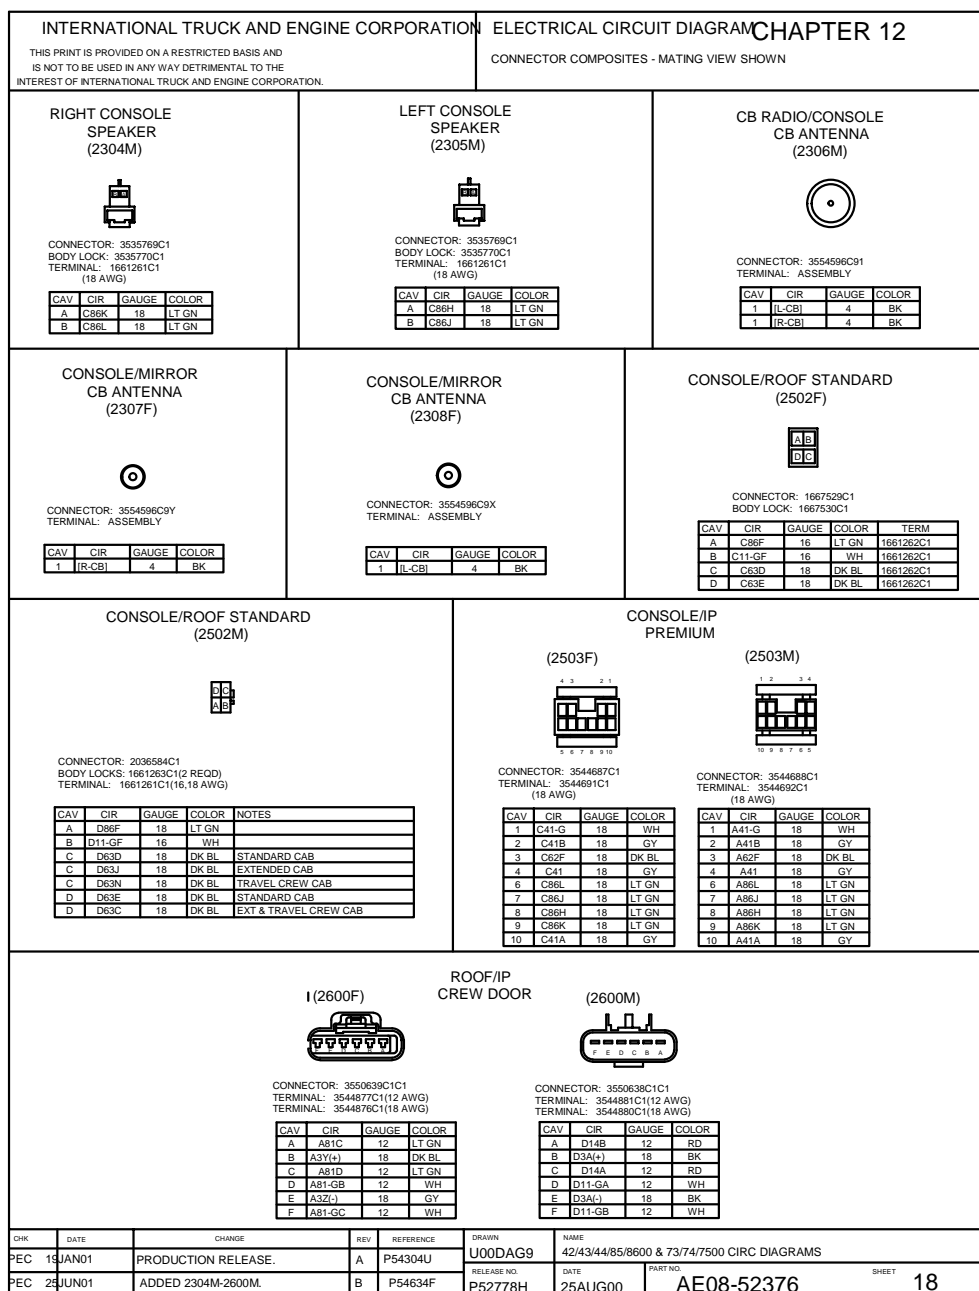 INTERNATIONAL TRUCK AND ENGINE CORPORATION
THIS PRINT IS PROVIDED ON A RESTRICTED BASIS AND
IS NOT TO BE USED IN ANY WAY DETRIMENTAL TO THE
INTEREST OF INTERNATIONAL TRUCK AND ENGINE CORPORATION.
ELECTRICAL CIRCUIT DIAGRAM CHAPTER 12
CONNECTOR COMPOSITES - MATING VIEW SHOWN
RIGHT CONSOLE
SPEAKER
(2304M)
CONNECTOR: 3535769C1
BODY LOCK: 3535770C1
TERMINAL: 1661261C1
(18 AWG)
CAV CIR GAUGE COLOR
A C86K 18 LT GN
B C86L 18 LT GN
LEFT CONSOLE
SPEAKER
(2305M)
CONNECTOR: 3535769C1
BODY LOCK: 3535770C1
TERMINAL: 1661261C1
(18 AWG)
CAV CIR GAUGE COLOR
A C86H 18 LT GN
B C86J 18 LT GN
CB RADIO/CONSOLE
CB ANTENNA
(2306M)
CONNECTOR: 3554596C91
TERMINAL: ASSEMBLY
CAV CIR GAUGE COLOR
1 [L-CB] 4 BK
1 [R-CB] 4 BK
CONSOLE/MIRROR
CB ANTENNA
(2307F)
CONNECTOR: 3554596C9Y
TERMINAL: ASSEMBLY
CAV CIR GAUGE COLOR
1 [R-CB] 4 BK
CONSOLE/MIRROR
CB ANTENNA
(2308F)
CONNECTOR: 3554596C9X
TERMINAL: ASSEMBLY
CAV CIR GAUGE COLOR
1 [L-CB] 4 BK
CONSOLE/ROOF STANDARD
(2502F)
A B
D C
CONNECTOR: 1667529C1
BODY LOCK: 1667530C1
CAV CIR GAUGE COLOR TERM
A C86F 16 LT GN 1661262C1
B C11-GF 16 WH 1661262C1
C C63D 18 DK BL 1661262C1
D C63E 18 DK BL 1661262C1
CONSOLE/ROOF STANDARD
(2502M)
D C
A B
CONNECTOR: 2036584C1
BODY LOCKS: 1661263C1(2 REQD)
TERMINAL: 1661261C1(16,18 AWG)
CAV CIR GAUGE COLOR NOTES
A D86F 18 LT GN
B D11-GF 16 WH
C D63D 18 DK BL STANDARD CAB
C D63J 18 DK BL EXTENDED CAB
C D63N 18 DK BL TRAVEL CREW CAB
D D63E 18 DK BL STANDARD CAB
D D63C 18 DK BL EXT & TRAVEL CREW CAB
CONSOLE/IP
PREMIUM
(2503F)
4 3 2 1
5 6 7 8 9 10
CONNECTOR: 3544687C1
TERMINAL: 3544691C1
(18 AWG)
CAV CIR GAUGE COLOR
1 C41-G 18 WH
2 C41B 18 GY
3 C62F 18 DK BL
4 C41 18 GY
6 C86L 18 LT GN
7 C86J 18 LT GN
8 C86H 18 LT GN
9 C86K 18 LT GN
10 C41A 18 GY
(2503M)
1 2 3 4
10 9 8 7 6 5
CONNECTOR: 3544688C1
TERMINAL: 3544692C1
(18 AWG)
CAV CIR GAUGE COLOR
1 A41-G 18 WH
2 A41B 18 GY
3 A62F 18 DK BL
4 A41 18 GY
6 A86L 18 LT GN
7 A86J 18 LT GN
8 A86H 18 LT GN
9 A86K 18 LT GN
10 A41A 18 GY
ROOF/IP
CREW DOOR
(2600F)
F E D C B A
CONNECTOR: 3550639C1C1
TERMINAL: 3544877C1(12 AWG)
TERMINAL: 3544876C1(18 AWG)
CAV CIR GAUGE COLOR
A A81C 12 LT GN
B A3Y(+) 18 DK BL
C A81D 12 LT GN
D A81-GB 12 WH
E A3Z(-) 18 GY
F A81-GC 12 WH
(2600M)
F E D C B A
CONNECTOR: 3550638C1C1
TERMINAL: 3544881C1(12 AWG)
TERMINAL: 3544880C1(18 AWG)
CAV CIR GAUGE COLOR
A D14B 12 RD
B D3A(+) 18 BK
C D14A 12 RD
D D11-GA 12 WH
E D3A(-) 18 BK
F D11-GB 12 WH
CHK DATE CHANGE REV REFERENCE
PEC 19JAN01 PRODUCTION RELEASE. A P54304U
PEC 25JUN01 ADDED 2304M-2600M. B P54634F
DRAWN
U00DAG9
NAME
42/43/44/85/8600 & 73/74/7500 CIRC DIAGRAMS
RELEASE NO.
P52778H
DATE
25AUG00
PART NO.
AE08-52376
SHEET
18